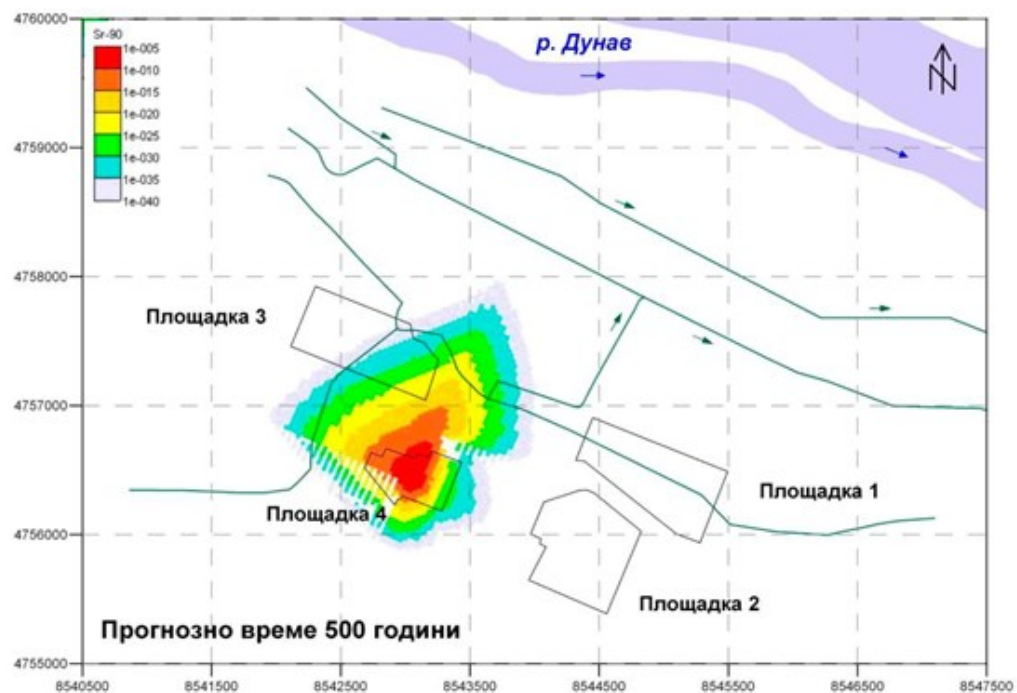 4760000
Sr-90
1e-005
1e-010
1e-015
1e-020
1e-025
1e-030
1e-035
1e-040
р. Дунав
N
4759000
4758000
Площадка 3
4757000
Площадка 1
Площадка 4
4756000
Площадка 2
Прогнозно време 500 години
4755000
8540500 8541500 8542500 8543500 8544500 8545500 8546500 8547500